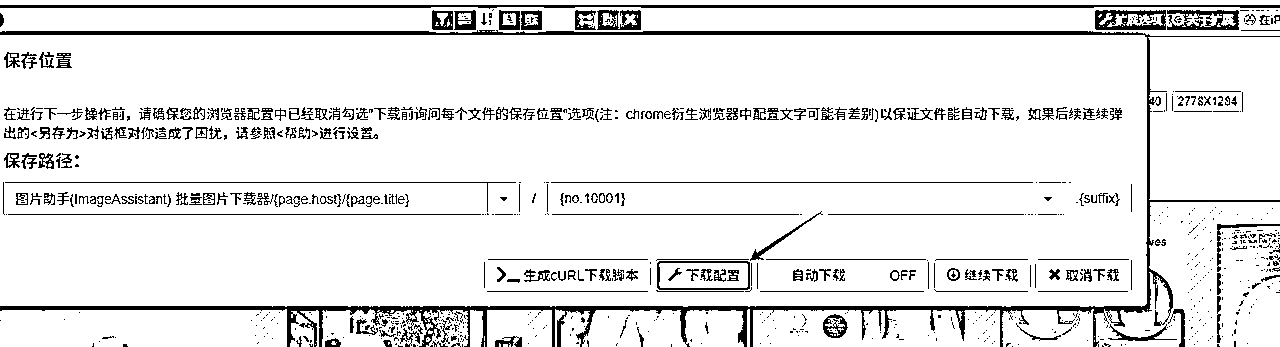 扩展选项 关于扩展 在iP
保存位置
40 2778X1284
在进行下一步操作前，请确保您的浏览器配置中已经取消勾选"下载前询问每个文件的保存位置"选项(注：chrome衍生浏览器中配置文字可能有差别)以保证文件能自动下载，如果后续连续弹
出的<另存为>对话框对你造成了困扰，请参照<帮助>进行设置。
保存路径：
图片助手(ImageAssistant) 批量图片下载器/{page.host}/{page.title} / {no.10001} .{suffix}
ves
生成cURL下载脚本 下载配置 自动下载 OFF 继续下载 取消下载